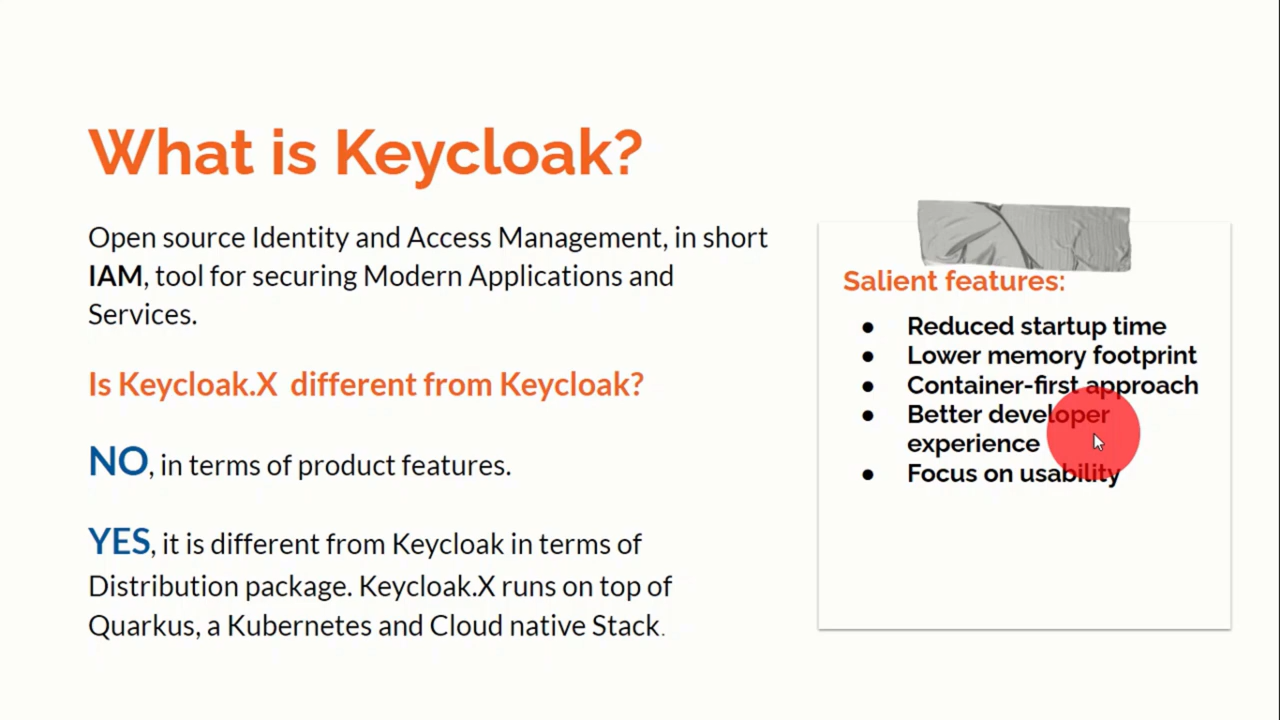 What is Keycloak?
Open source Identity and Access Management, in short
IAM, tool for securing Modern Applications and
Services.
Is Keycloak.X different from Keycloak?
NO, in terms of product features.
YES, it is different from Keycloak in terms of
Distribution package. Keycloak.X runs on top of
Quarkus, a Kubernetes and Cloud native Stack.
Salient features:
● Reduced startup time
● Lower memory footprint
● Container-first approach
● Better developer
experience
● Focus on usability